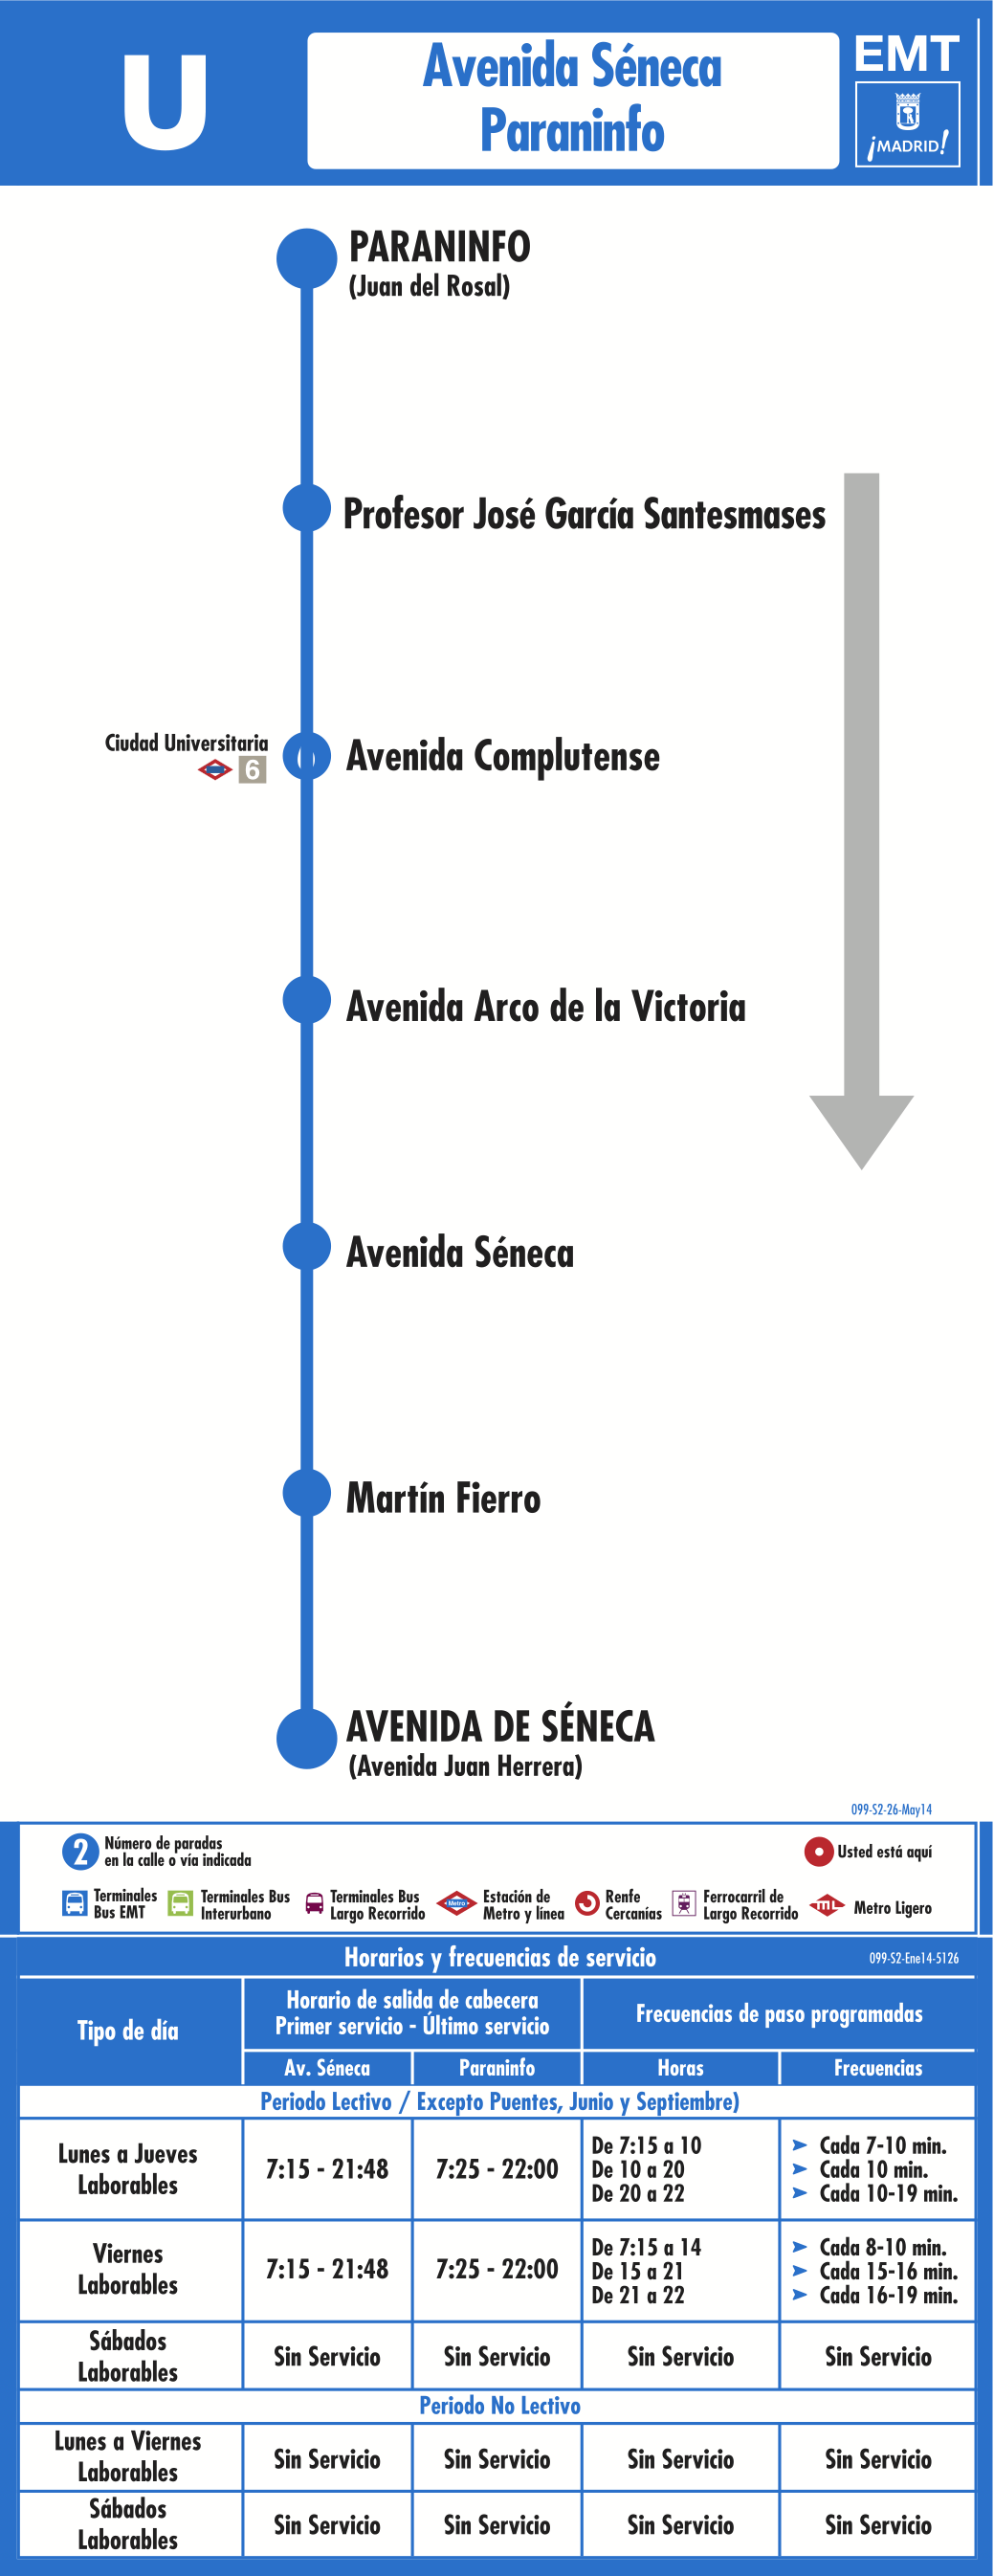 U
Avenida Séneca
Paraninfo
EMT
¡MADRID!
PARANINFO
(Juan del Rosal)
Profesor José García Santesmases
Ciudad Universitaria
6
Avenida Complutense
Avenida Arco de la Victoria
Avenida Séneca
Martín Fierro
AVENIDA DE SÉNECA
(Avenida Juan Herrera)
099-S2-26-May14
2
Número de paradas
en la calle o vía indicada
Usted está aquí
Terminales
Bus EMT
Terminales Bus
Interurbano
Terminales Bus
Largo Recorrido
Metro
Estación de
Metro y línea
Renfe
Cercanías
Ferrocarril de
Largo Recorrido
mL
Metro Ligero
Horarios y frecuencias de servicio
099-S2-Ene14-5126
Tipo de día
Horario de salida de cabecera
Primer servicio - Último servicio
Frecuencias de paso programadas
Av. Séneca
Paraninfo
Horas
Frecuencias
Periodo Lectivo / Excepto Puentes, Junio y Septiembre)
Lunes a Jueves
Laborables
7:15 - 21:48
7:25 - 22:00
De 7:15 a 10
De 10 a 20
De 20 a 22
➤ Cada 7-10 min.
➤ Cada 10 min.
➤ Cada 10-19 min.
Viernes
Laborables
7:15 - 21:48
7:25 - 22:00
De 7:15 a 14
De 15 a 21
De 21 a 22
➤ Cada 8-10 min.
➤ Cada 15-16 min.
➤ Cada 16-19 min.
Sábados
Laborables
Sin Servicio
Sin Servicio
Sin Servicio
Sin Servicio
Periodo No Lectivo
Lunes a Viernes
Laborables
Sin Servicio
Sin Servicio
Sin Servicio
Sin Servicio
Sábados
Laborables
Sin Servicio
Sin Servicio
Sin Servicio
Sin Servicio